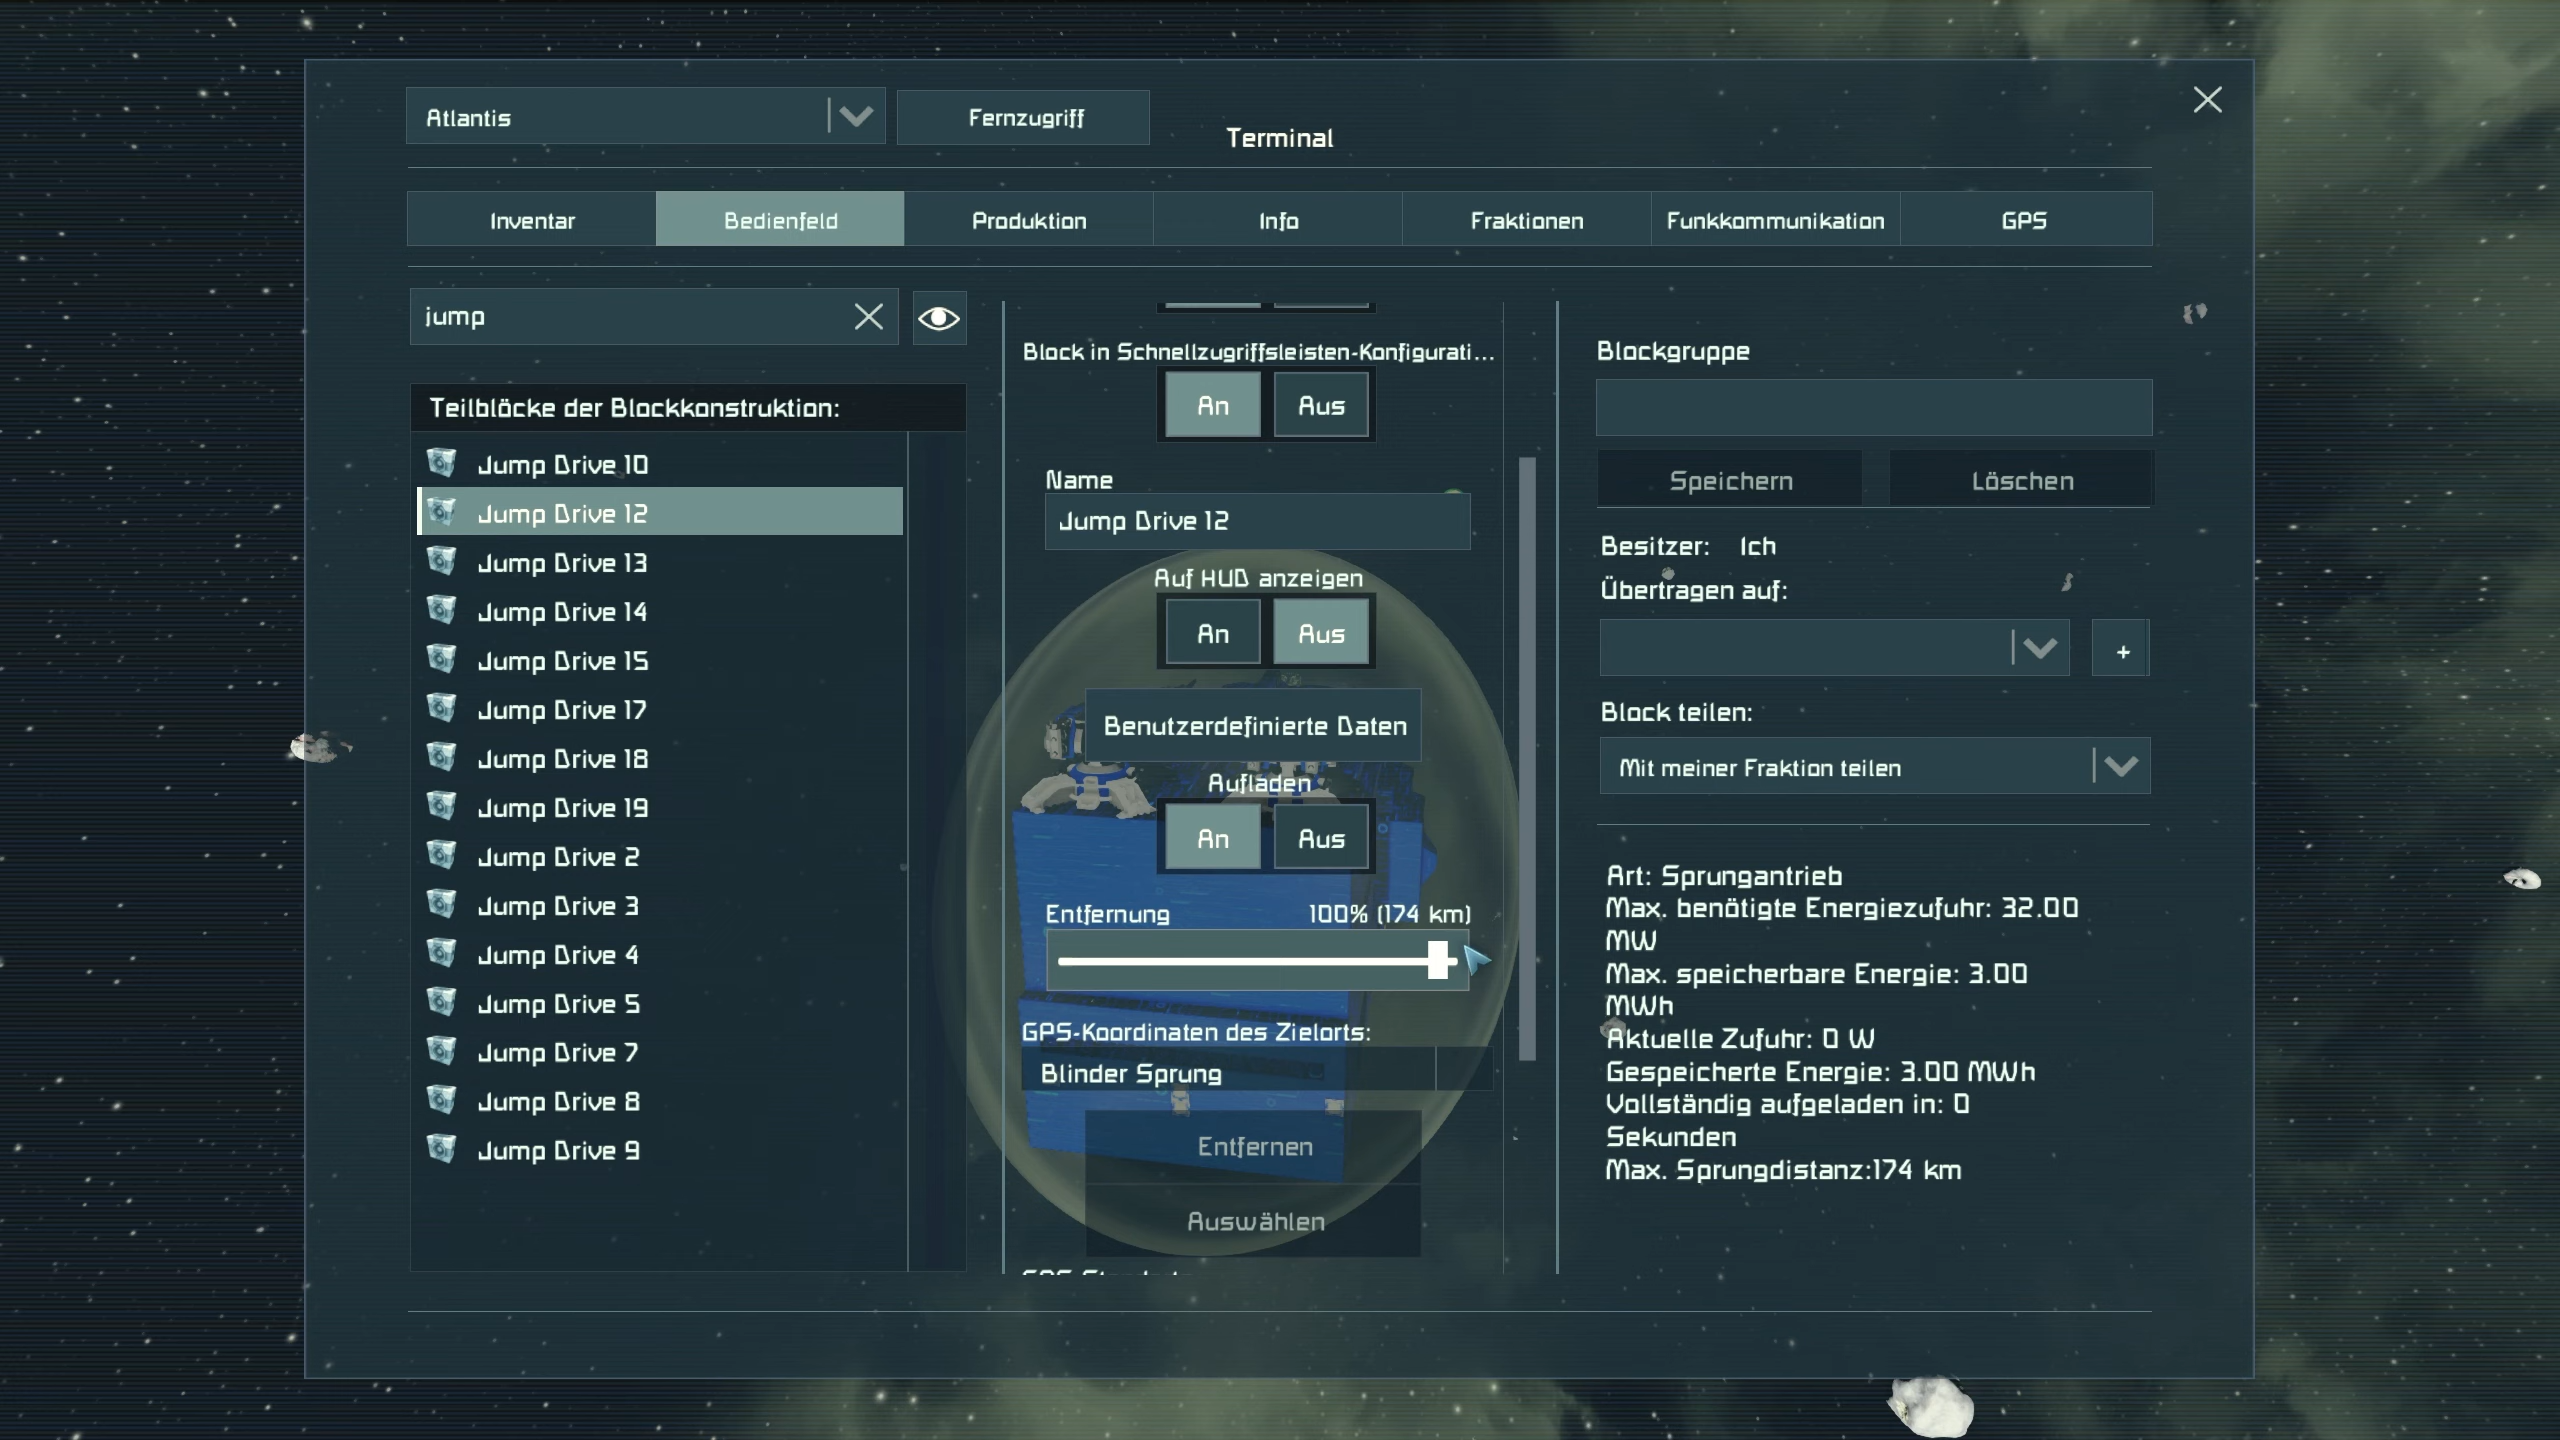 Atlantis
Fernzugriff
Terminal
Inventar
Bedienfeld
Produktion
Info
Fraktionen
Funkkommunikation
GPS
jump
Teilblöcke der Blockkonstruktion:
Jump Drive 10
Jump Drive 12
Jump Drive 13
Jump Drive 14
Jump Drive 15
Jump Drive 17
Jump Drive 18
Jump Drive 19
Jump Drive 2
Jump Drive 3
Jump Drive 4
Jump Drive 5
Jump Drive 7
Jump Drive 8
Jump Drive 9
Block in Schnellzugriffsleisten-Konfigurati...
An Aus
Name
Jump Drive 12
Auf HUD anzeigen
An Aus
Benutzerdefinierte Daten
Aufladen
An Aus
Entfernung 100% (174 km)
GPS-Koordinaten des Zielorts:
Blinder Sprung
Entfernen
Auswählen
Blockgruppe
Speichern
Löschen
Besitzer: Ich
Übertragen auf:
+
Block teilen:
Mit meiner Fraktion teilen
Art: Sprungantrieb
Max. benötigte Energiezufuhr: 32.00
MW
Max. speicherbare Energie: 3.00
MWh
Aktuelle Zufuhr: 0 W
Gespeicherte Energie: 3.00 MWh
Vollständig aufgeladen in: 0
Sekunden
Max. Sprungdistanz:174 km